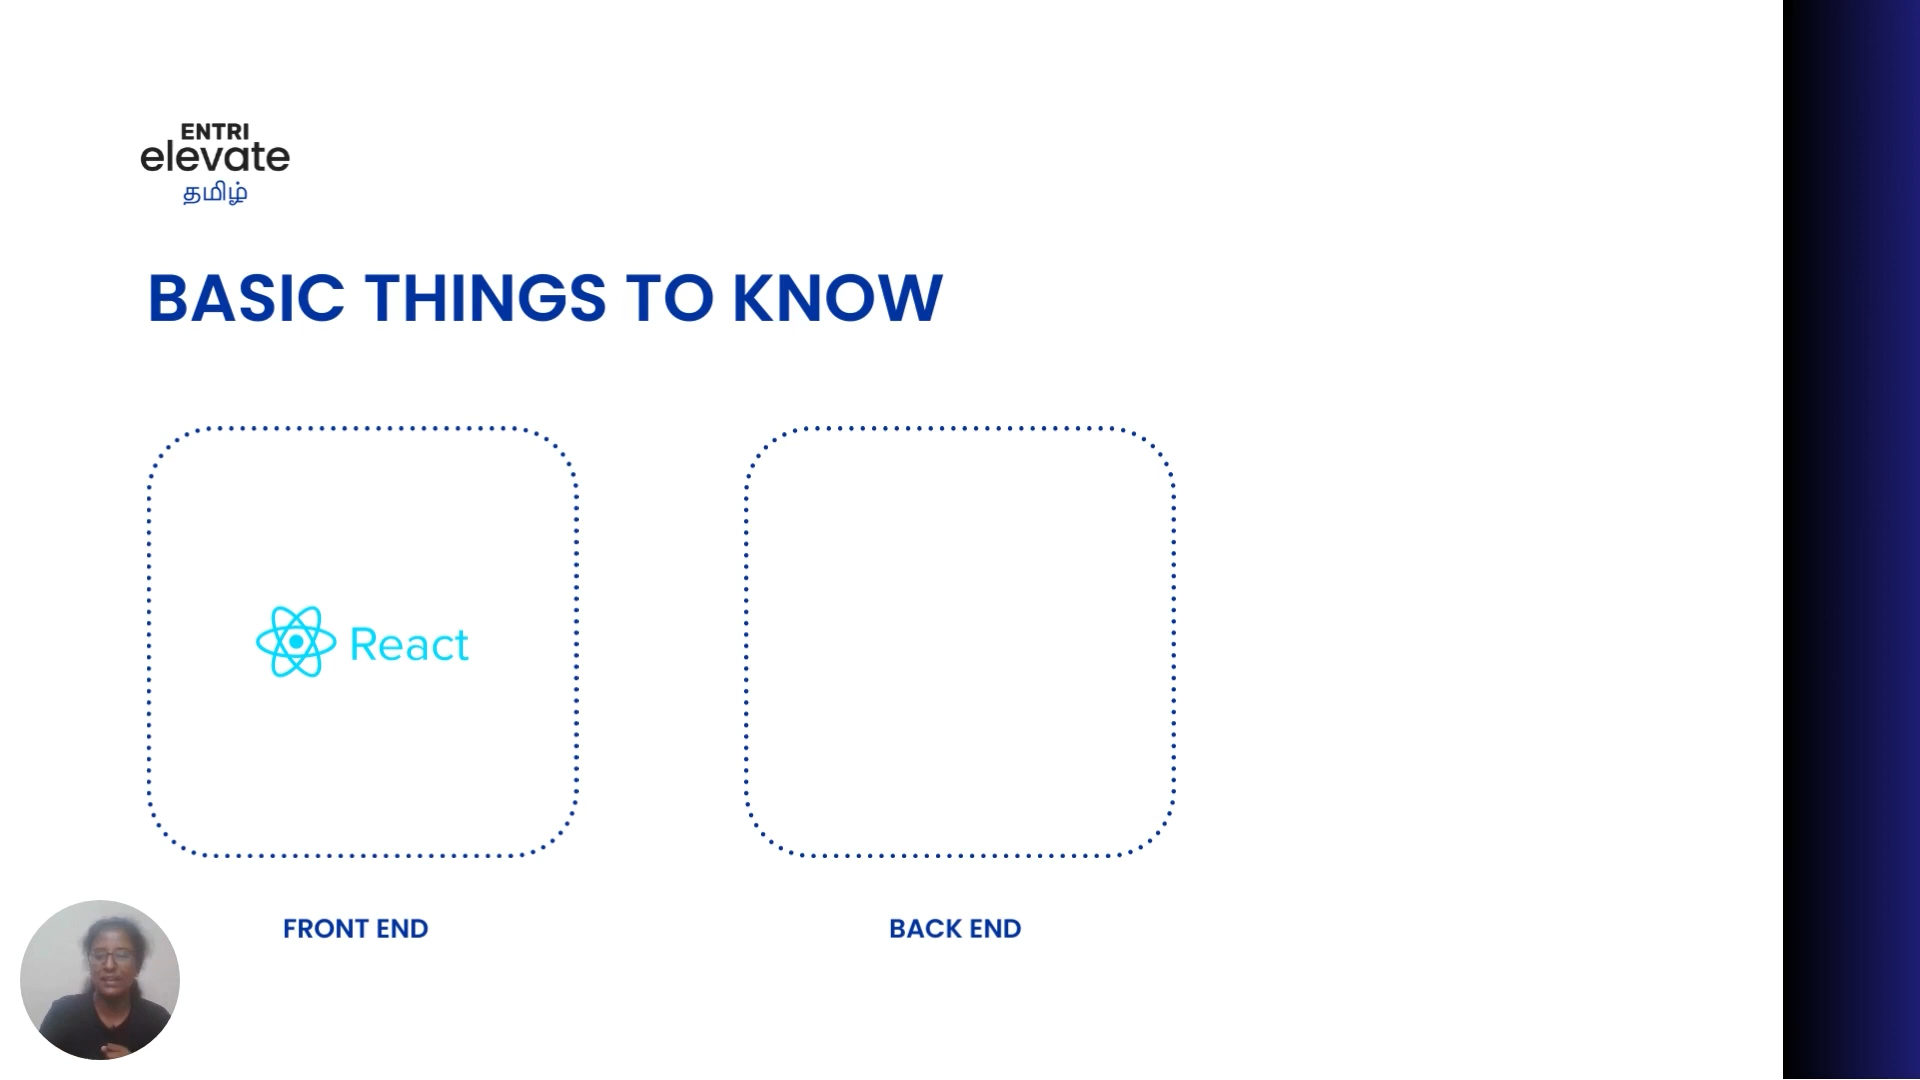 ENTRI
elevate
தமிழ்
BASIC THINGS TO KNOW
React
FRONT END
BACK END